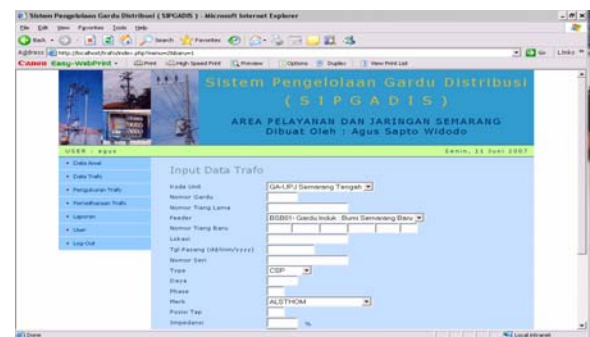 Sistem Pengelolaan Gardu Distribusi ( SIPGADIS ) - Microsoft Internet Explorer
File Edit View Favorites Tools Help
Back Search Favorites
Address Go Links
Canon Easy-WebPrint Print High Speed Print Preview Options Duplex View Print List
Sistem Pengelolaan Gardu Distribusi
( S I P G A D I S )
AREA PELAYANAN DAN JARINGAN SEMARANG
Dibuat Oleh : Agus Sapto Widodo
USER : agus
Senin, 11 Juni 2007
Data Awal
Data Trafo
Pengukuran Trafo
Pemeliharaan Trafo
Laporan
User
Log Out
Input Data Trafo
Kode Unit GA-UPJ Semarang Tengah
Nomor Gardu
Nomor Tiang Lama
Feeder BSB01- Gardu Induk : Bumi Semarang Baru
Nomor Tiang Baru
Lokasi
Tgl Pasang (dd/mm/yyyy)
Nomor Seri
Type CSP
Daya
Phase
Merk ALSTHOM
Posisi Tap
Impedansi %
Done
Local intranet